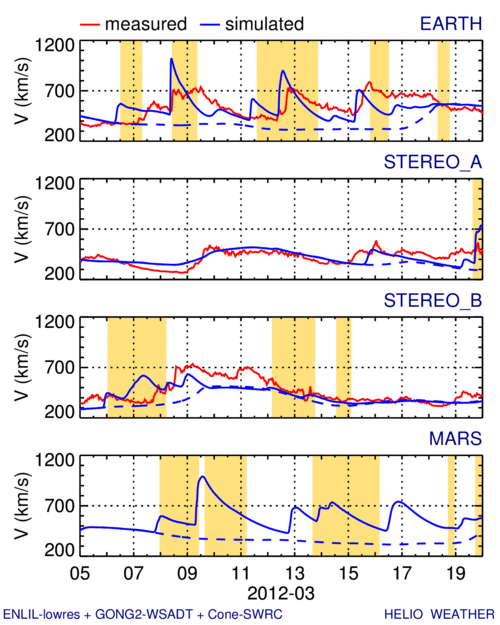 measured simulated EARTH
1200
700
200
V (km/s)
STEREO_A
1200
700
200
V (km/s)
STEREO_B
1200
700
200
V (km/s)
MARS
1200
700
200
V (km/s)
05 07 09 11 13 15 17 19
2012-03
ENLIL-lowres + GONG2-WSADT + Cone-SWRC HELIO WEATHER